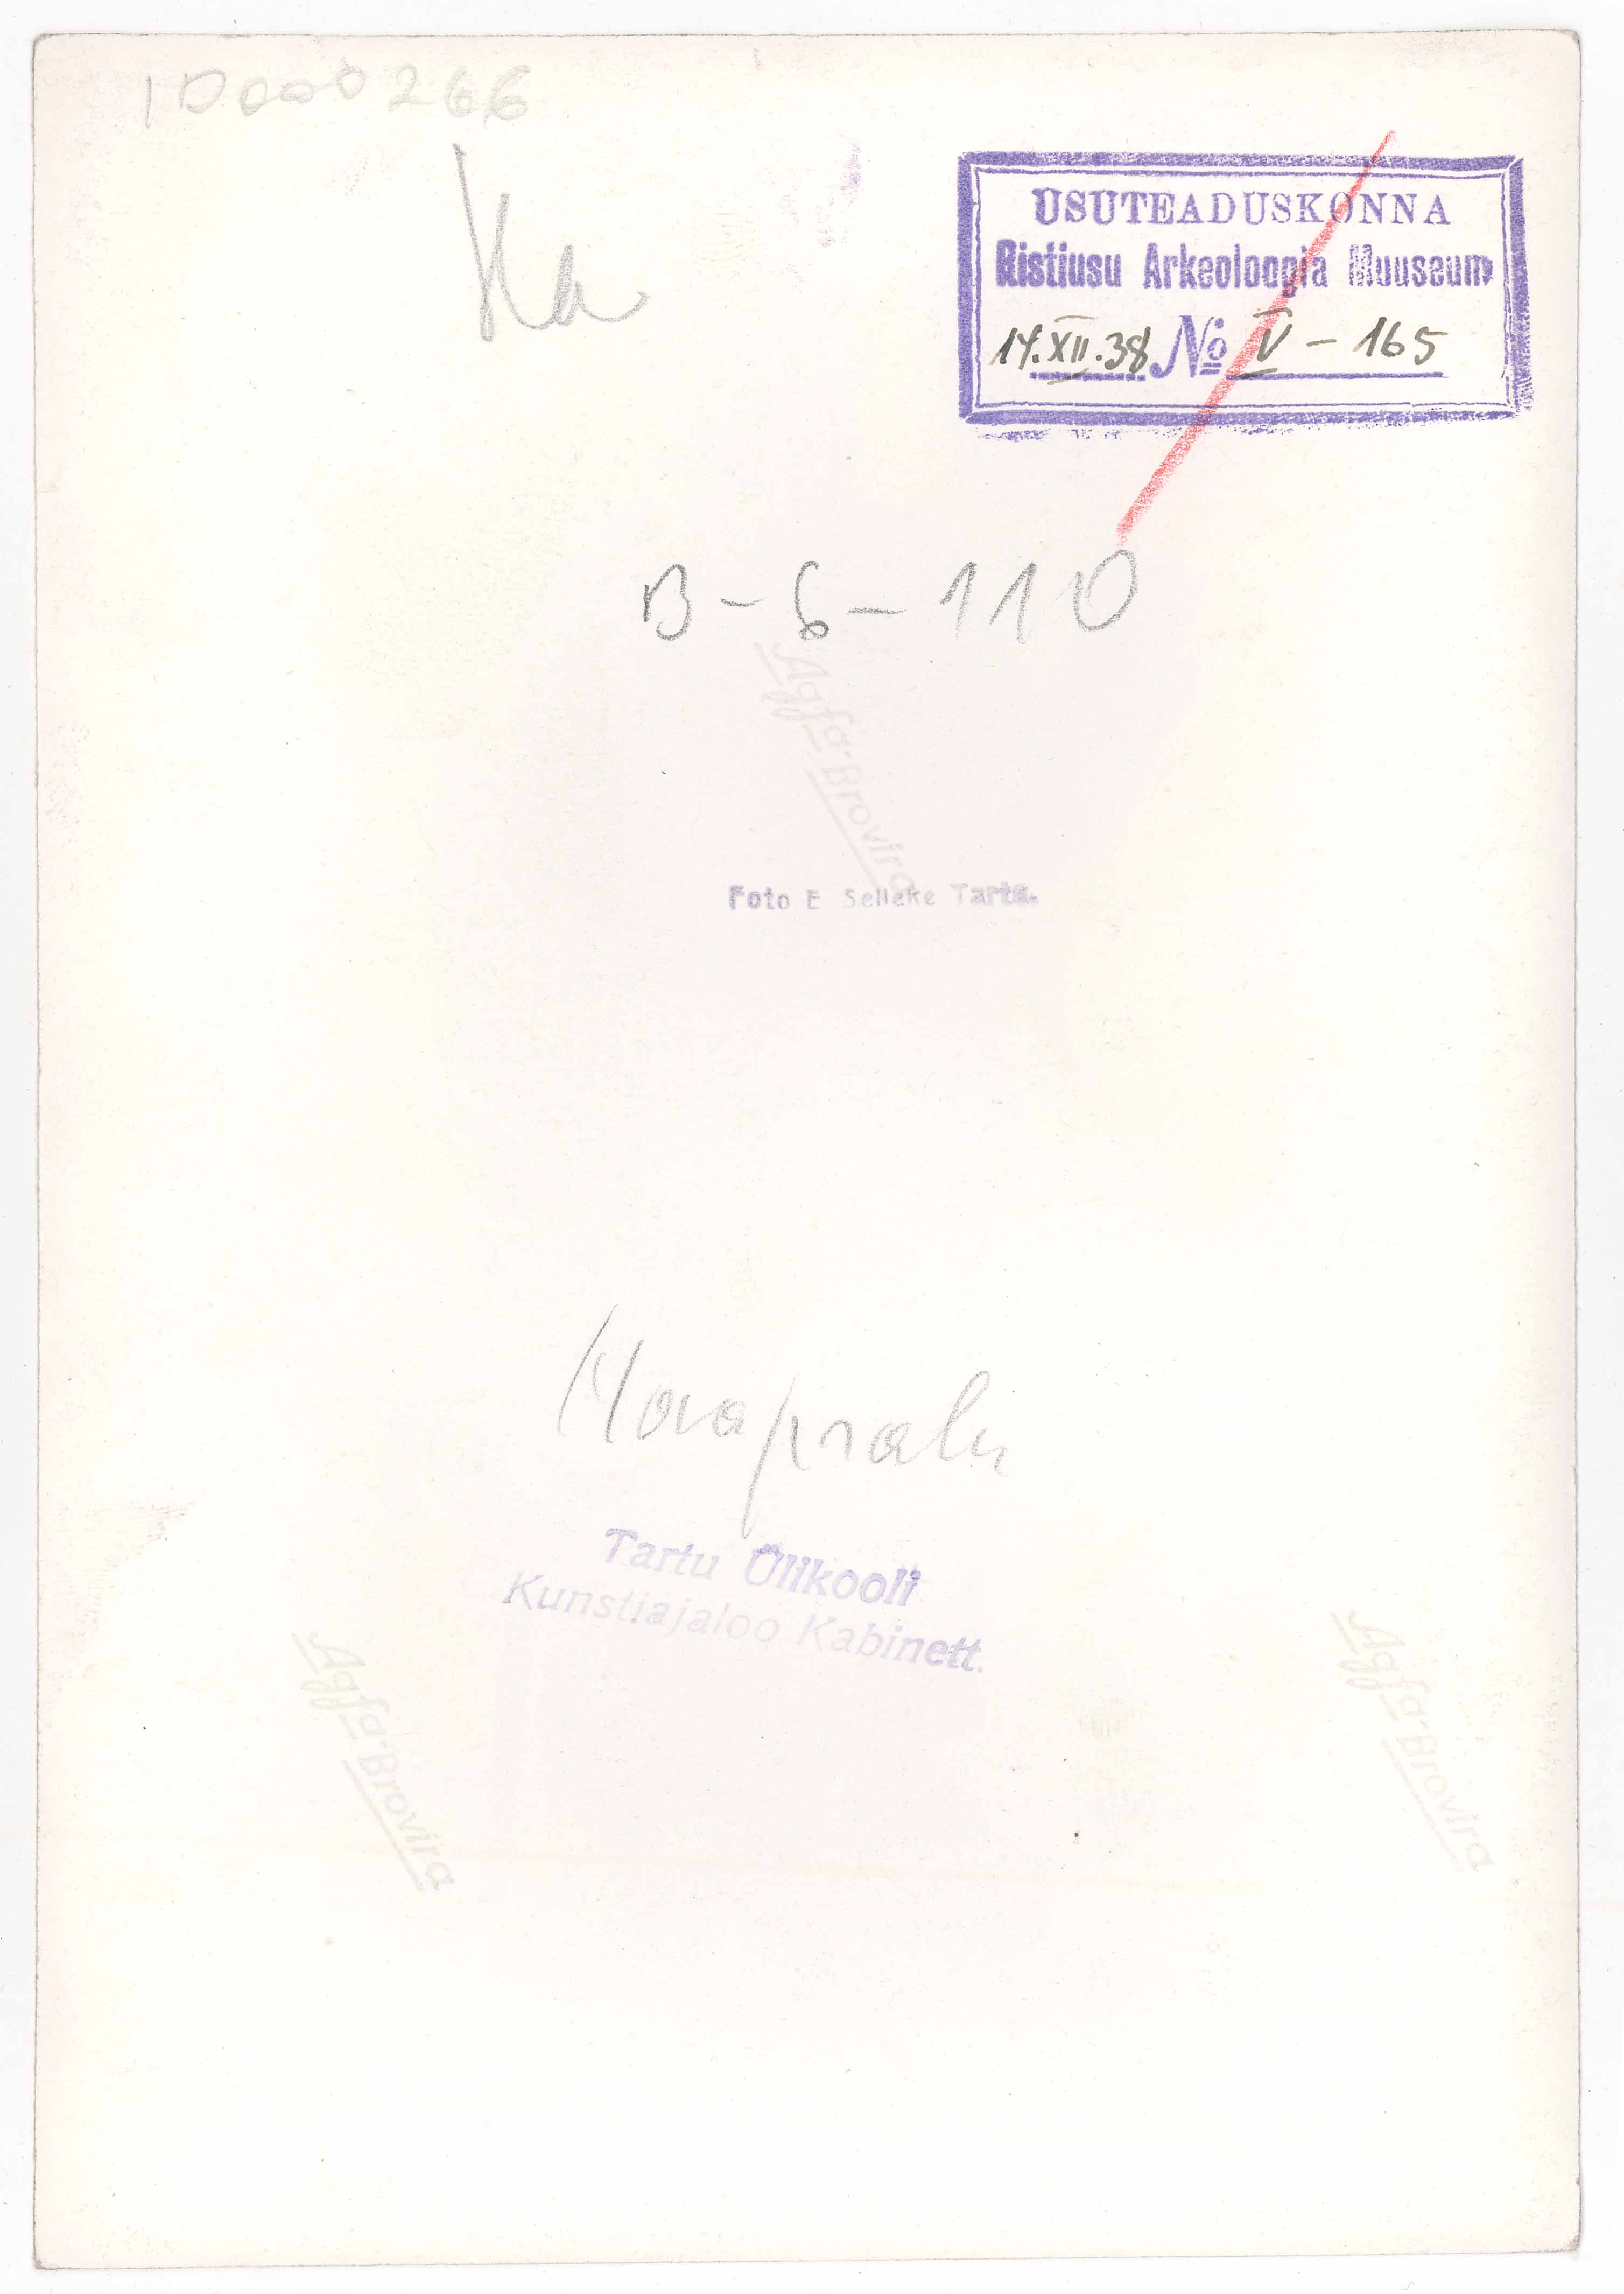 ID000266
Ka
USUTEADUSKONNA
Ristiusu Arkeoloogia Muuseum
14.XII.38 № V - 165
B - 6 - 110
Agfa-Brovira
Foto E Selleke Tartu.
Tartu Ülikooli
Kunstiajaloo Kabinett.
Agfa-Brovira
Agfa-Brovira